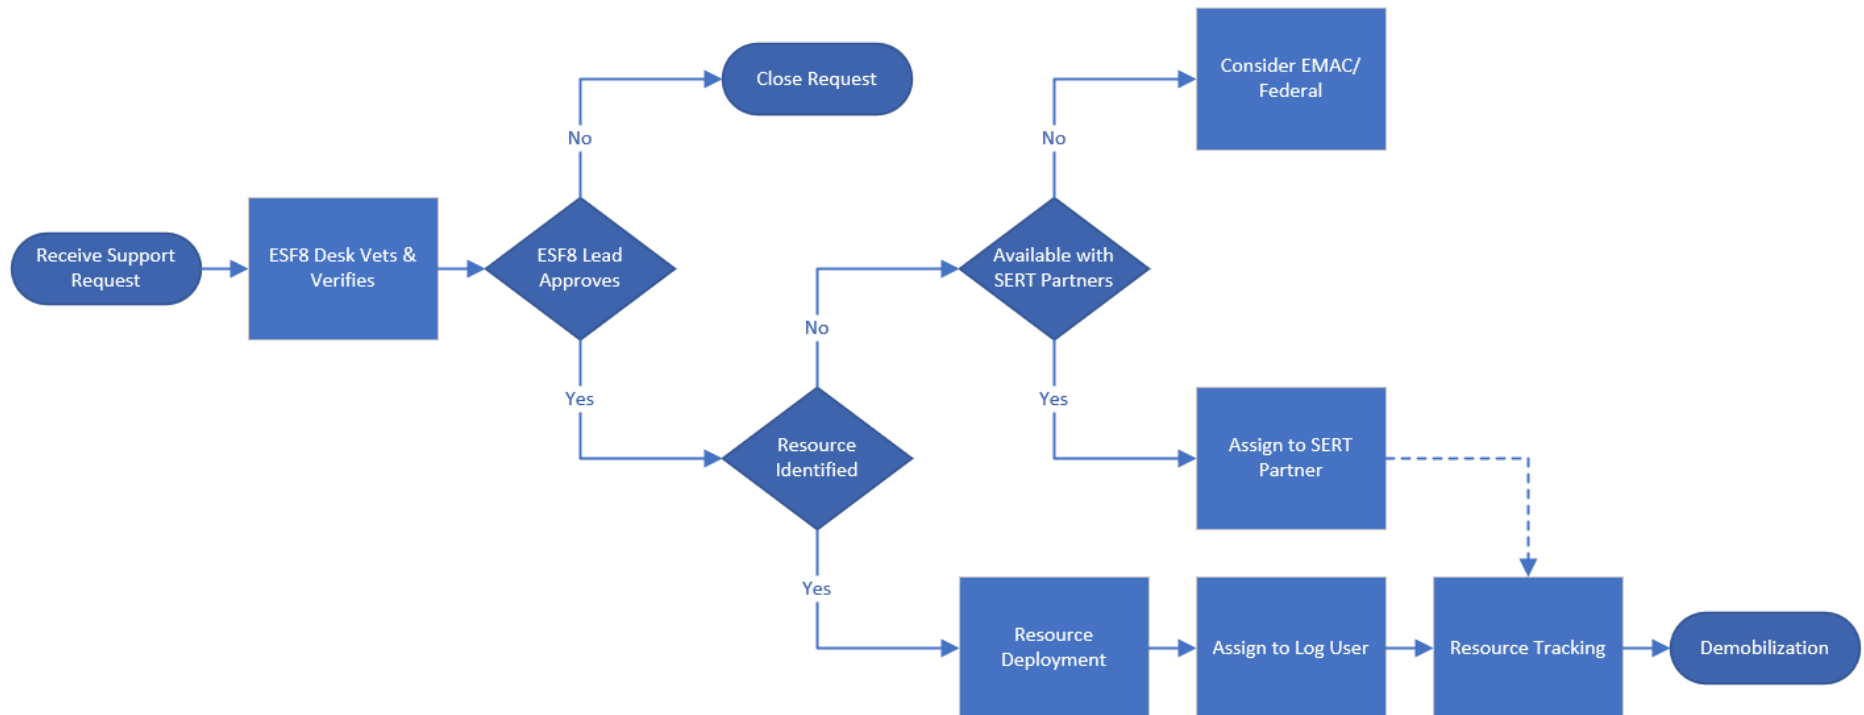 Consider EMAC/
Federal
Close Request
No
No
Receive Support
Request
ESF8 Desk Vets &
Verifies
ESF8 Lead
Approves
Available with
SERT Partners
No
Yes
Yes
Resource
Identified
Assign to SERT
Partner
Yes
Resource
Deployment
Assign to Log User
Resource Tracking
Demobilization